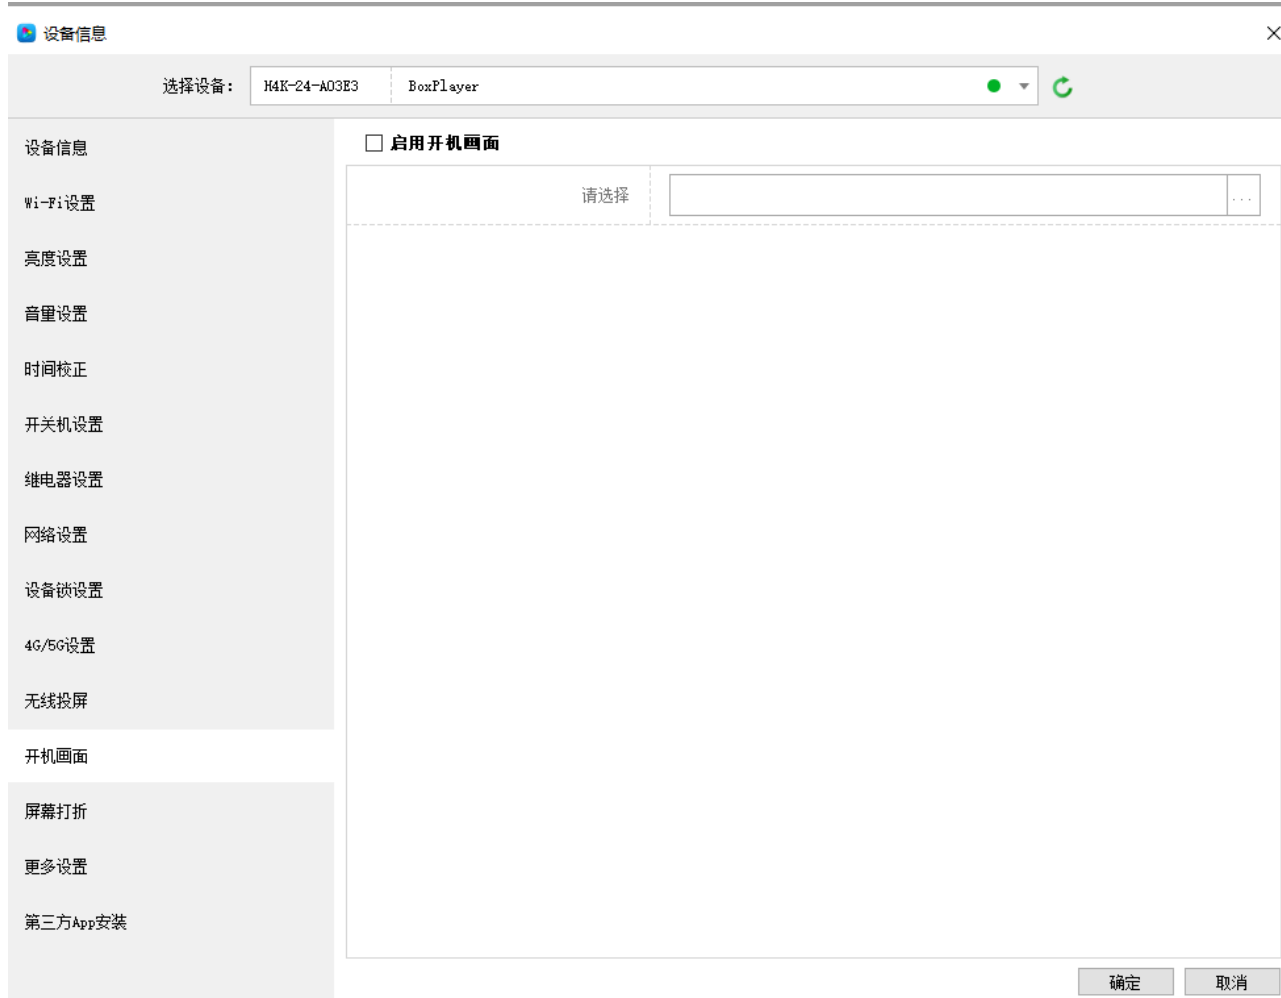 设备信息
选择设备： H4K-24-A03E3 BoxPlayer
设备信息
Wi-Fi设置
亮度设置
音量设置
时间校正
开关机设置
继电器设置
网络设置
设备锁设置
4G/5G设置
无线投屏
开机画面
屏幕打折
更多设置
第三方App安装
启用开机画面
请选择 ...
确定 取消